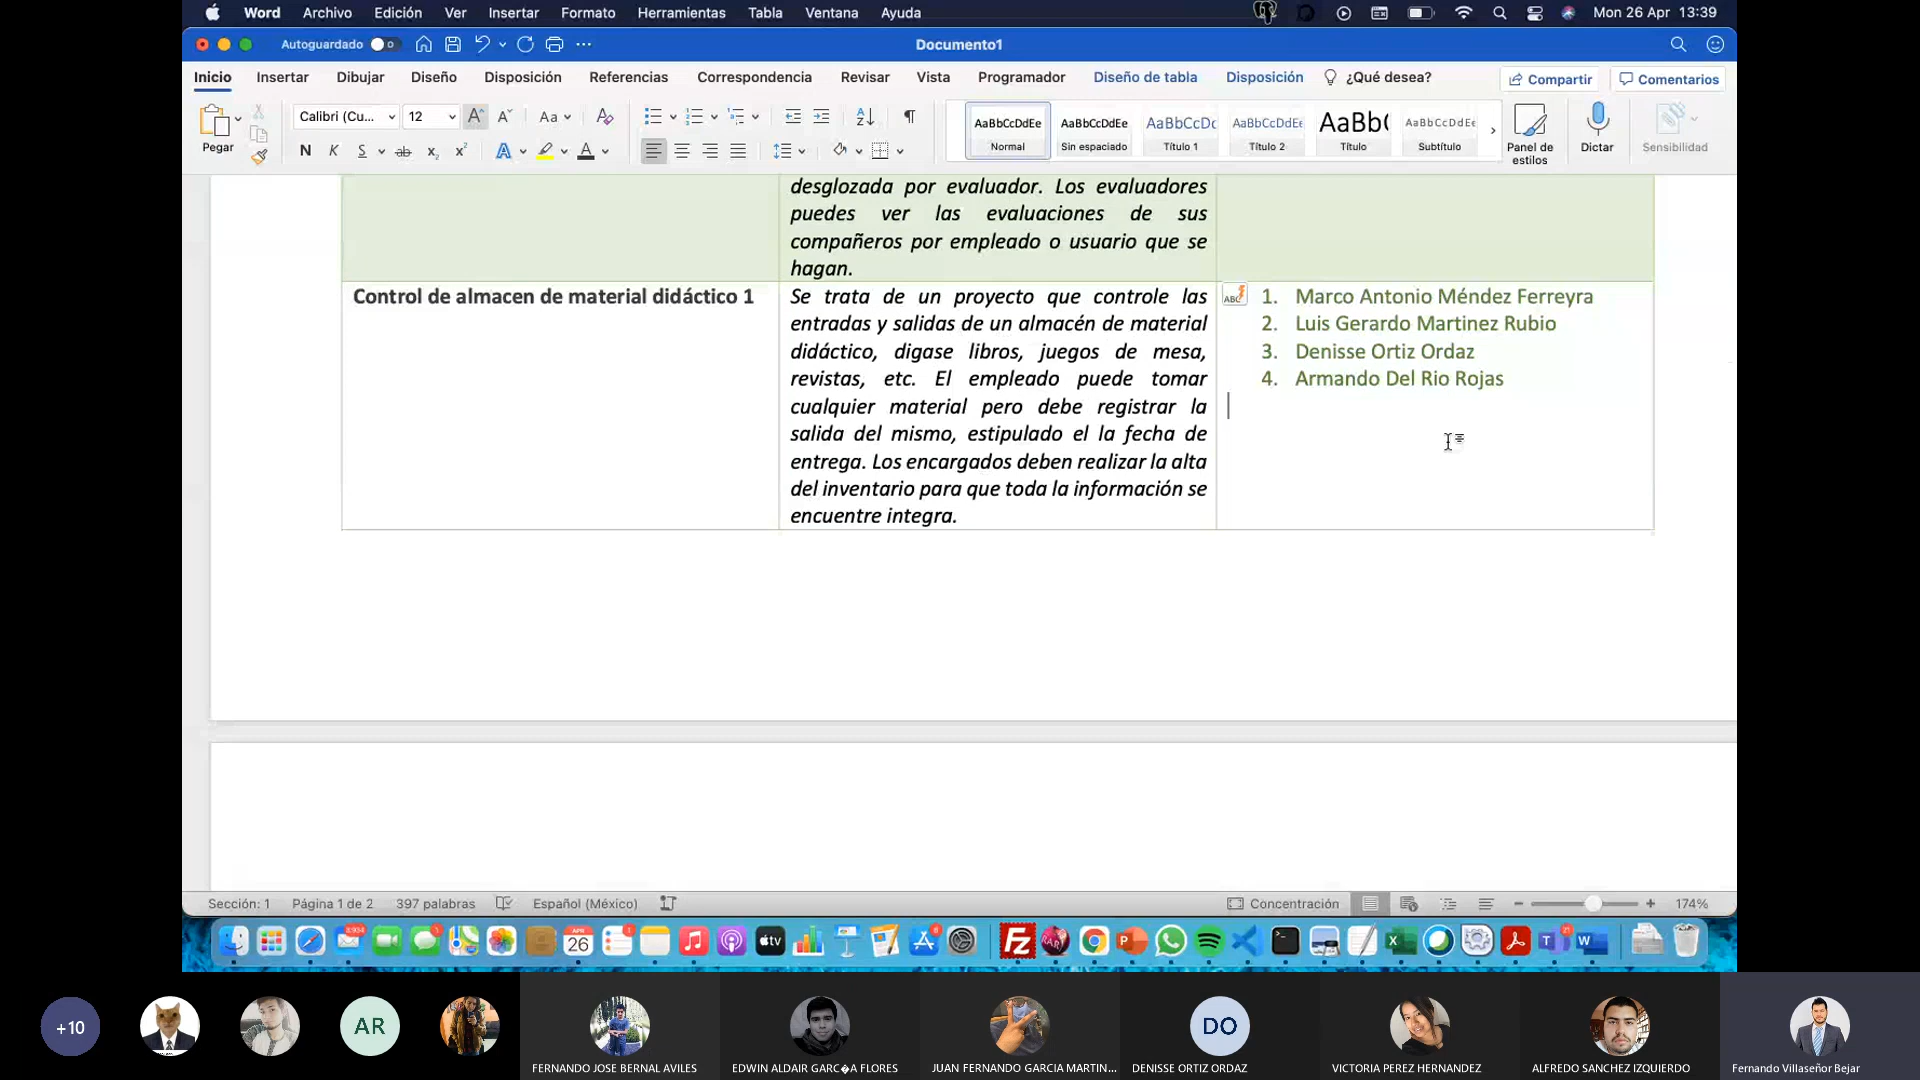 Word Archivo Edición Ver Insertar Formato Herramientas Tabla Ventana Ayuda Mon 26 Apr 13:39
Autoguardado Documento1
Inicio Insertar Dibujar Diseño Disposición Referencias Correspondencia Revisar Vista Programador Diseño de tabla Disposición ¿Qué desea? Compartir Comentarios
Pegar
Calibri (Cu... 12
N K S ab
AaBbCcDdEe Normal
AaBbCcDdEe Sin espaciado
AaBbCcDc Título 1
AaBbCcDdEe Título 2
AaBb( Título
AaBbCcDdEe Subtítulo
Panel de
estilos
Dictar
Sensibilidad
desglozada por evaluador. Los evaluadores
puedes ver las evaluaciones de sus
compañeros por empleado o usuario que se
hagan.
Control de almacen de material didáctico 1
Se trata de un proyecto que controle las
entradas y salidas de un almacén de material
didáctico, digase libros, juegos de mesa,
revistas, etc. El empleado puede tomar
cualquier material pero debe registrar la
salida del mismo, estipulado el la fecha de
entrega. Los encargados deben realizar la alta
del inventario para que toda la información se
encuentre integra.
1. Marco Antonio Méndez Ferreyra
2. Luis Gerardo Martinez Rubio
3. Denisse Ortiz Ordaz
4. Armando Del Rio Rojas
Sección: 1 Página 1 de 2 397 palabras Español (México) Concentración 174%
+10
AR
FERNANDO JOSE BERNAL AVILES
EDWIN ALDAIR GARC�A FLORES
JUAN FERNANDO GARCIA MARTIN...
DO
DENISSE ORTIZ ORDAZ
VICTORIA PEREZ HERNANDEZ
ALFREDO SANCHEZ IZQUIERDO
Fernando Villaseñor Bejar